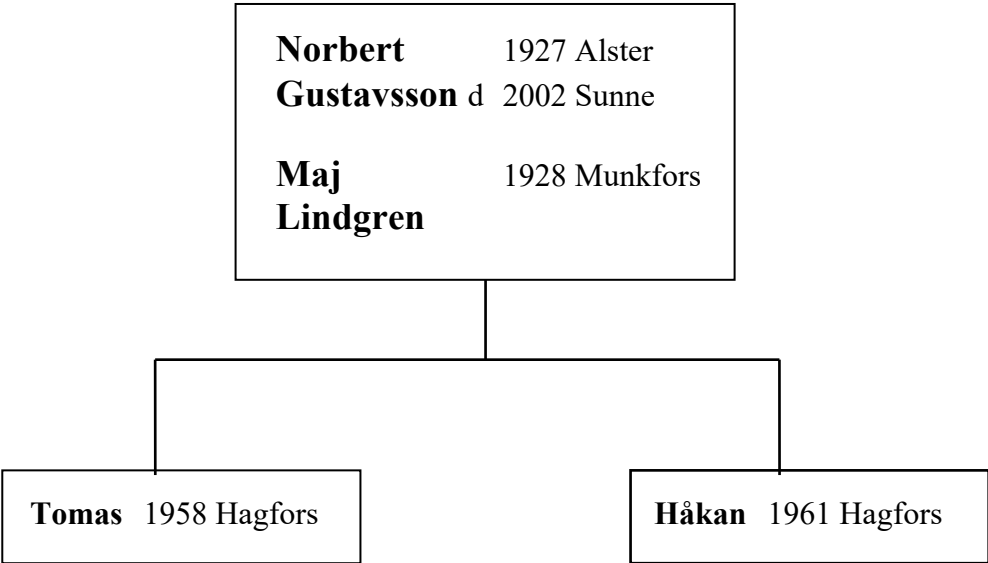 Norbert 1927 Alster
Gustavsson d 2002 Sunne
Maj 1928 Munkfors
Lindgren
Tomas 1958 Hagfors
Håkan 1961 Hagfors